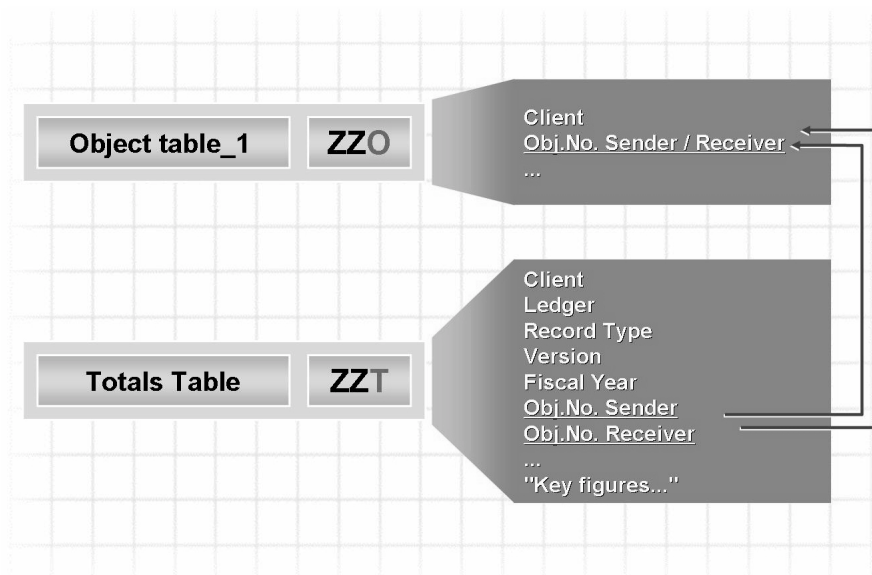 Object table_1
ZZO
Client
Obj.No. Sender / Receiver
...
Totals Table
ZZT
Client
Ledger
Record Type
Version
Fiscal Year
Obj.No. Sender
Obj.No. Receiver
...
"Key figures..."